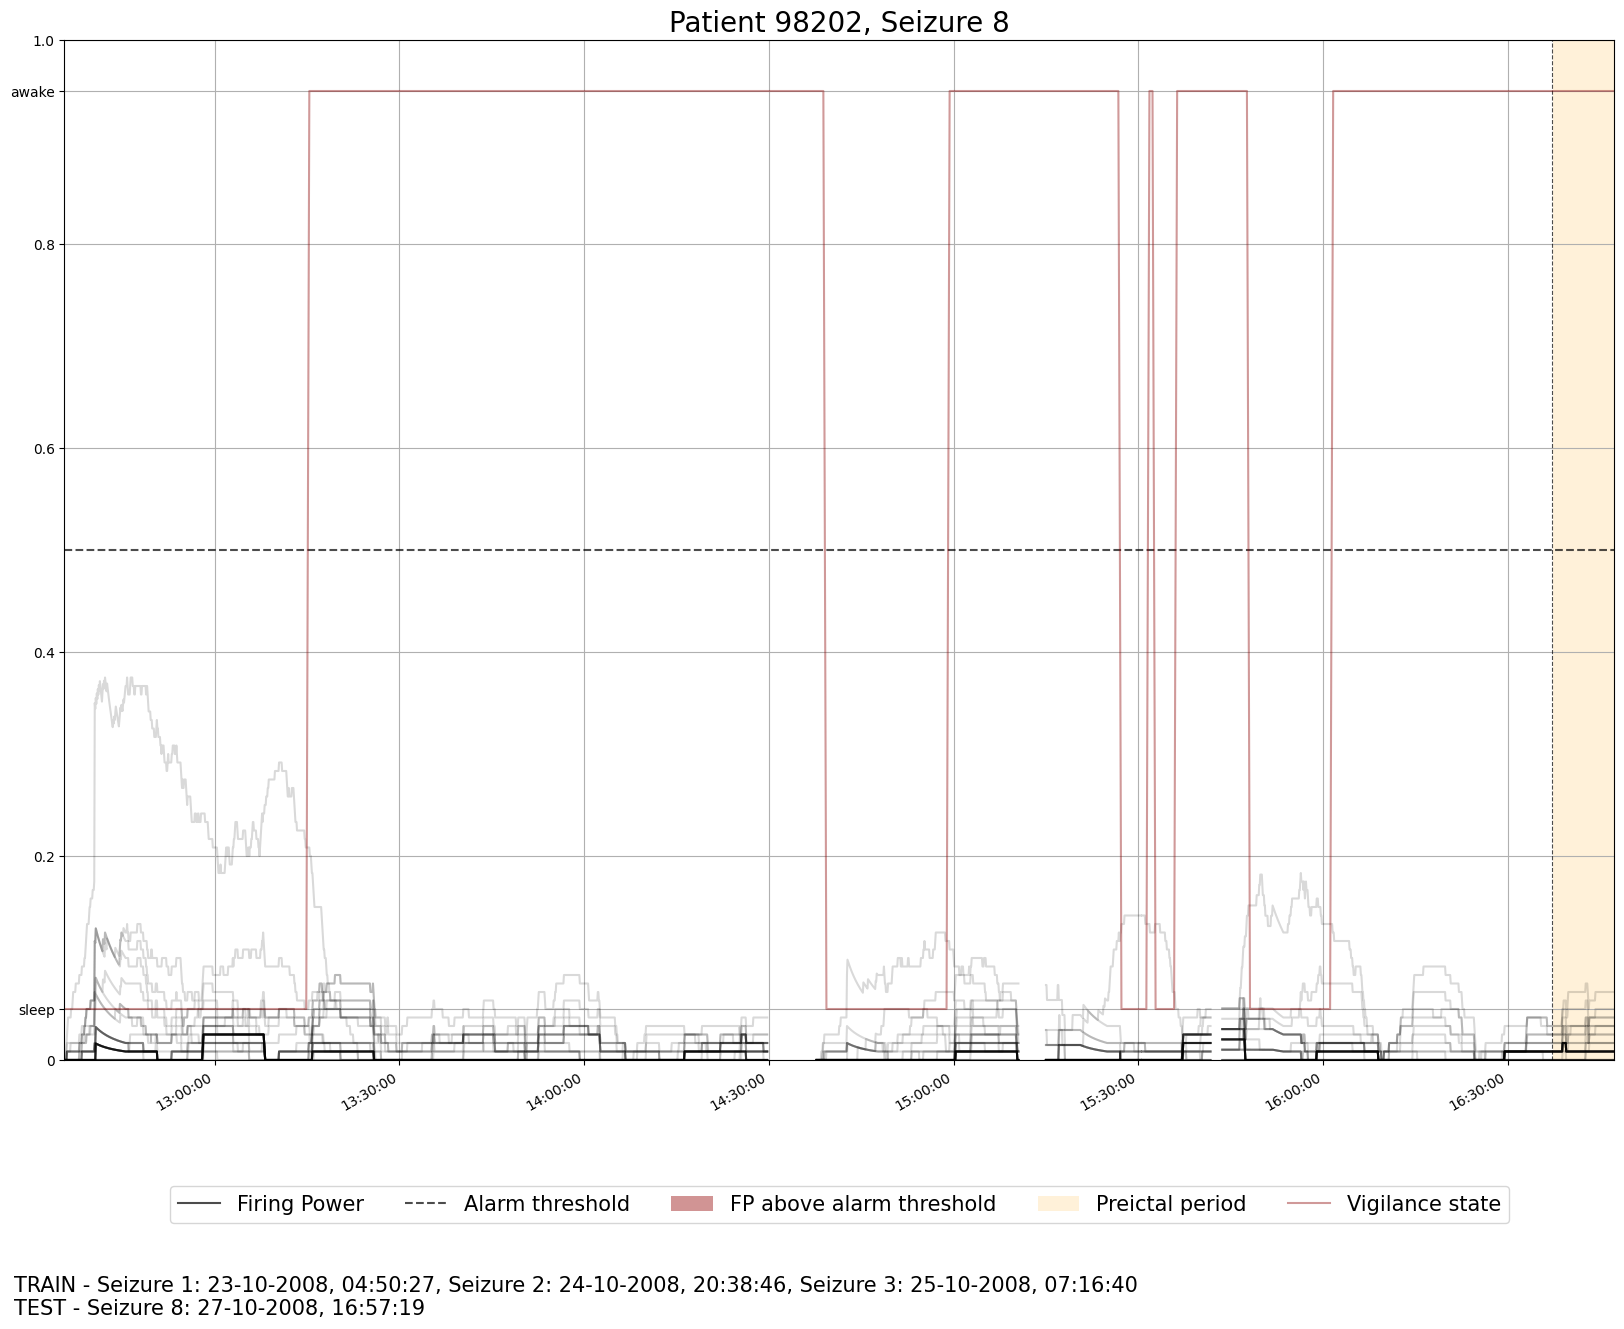 Patient 98202, Seizure 8
1.0
awake
0.8
0.6
0.4
0.2
sleep
0
13:00:00
13:30:00
14:00:00
14:30:00
15:00:00
15:30:00
16:00:00
16:30:00
Firing Power
Alarm threshold
FP above alarm threshold
Preictal period
Vigilance state
TRAIN - Seizure 1: 23-10-2008, 04:50:27, Seizure 2: 24-10-2008, 20:38:46, Seizure 3: 25-10-2008, 07:16:40
TEST - Seizure 8: 27-10-2008, 16:57:19